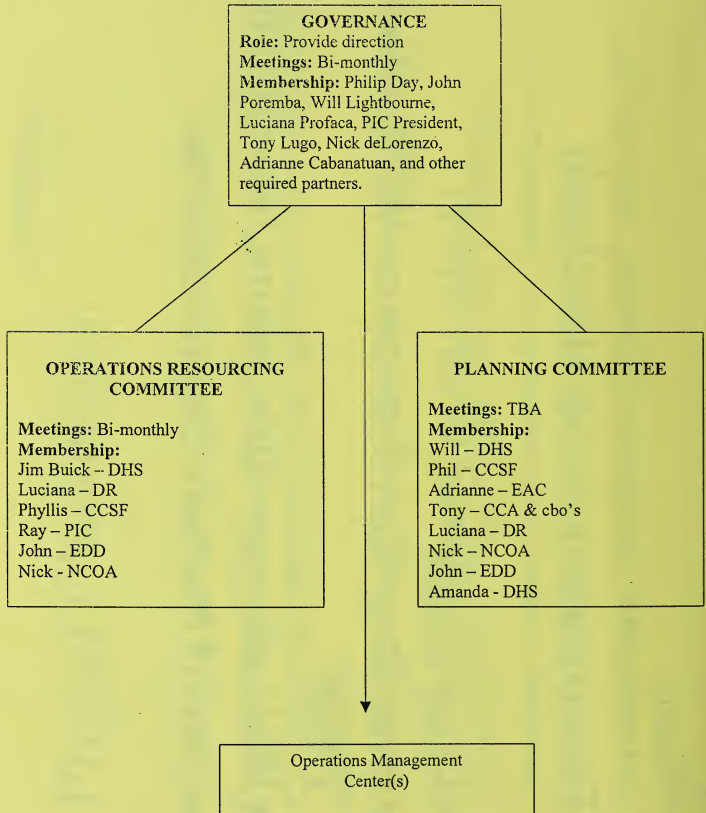 GOVERNANCE
Role: Provide direction
Meetings: Bi-monthly
Membership: Philip Day, John
Poremba, Will Lightbourne,
Luciana Profaca, PIC President,
Tony Lugo, Nick deLorenzo,
Adrianne Cabanatuan, and other
required partners.
OPERATIONS RESOURCING
COMMITTEE
Meetings: Bi-monthly
Membership:
Jim Buick – DHS
Luciana – DR
Phyllis – CCSF
Ray – PIC
John – EDD
Nick - NCOA
PLANNING COMMITTEE
Meetings: TBA
Membership:
Will – DHS
Phil – CCSF
Adrianne – EAC
Tony – CCA & cbo's
Luciana – DR
Nick – NCOA
John – EDD
Amanda - DHS
Operations Management
Center(s)